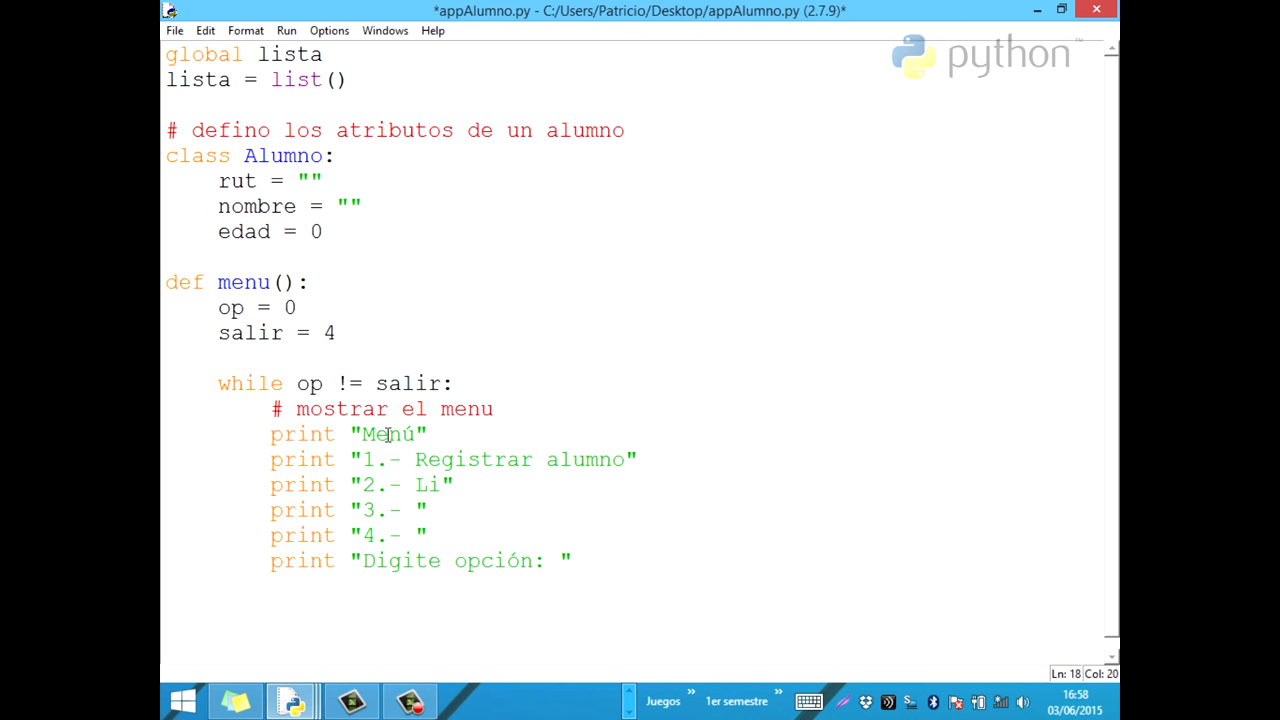 *appAlumno.py - C:/Users/Patricio/Desktop/appAlumno.py (2.7.9)*
File Edit Format Run Options Windows Help
python
global lista
lista = list()
# defino los atributos de un alumno
class Alumno:
rut = ""
nombre = ""
edad = 0
def menu():
op = 0
salir = 4
while op != salir:
# mostrar el menu
print "Menú"
print "1.- Registrar alumno"
print "2.- Li"
print "3.- "
print "4.- "
print "Digite opción: "
Ln: 18 Col: 20
Juegos » 1er semestre » 16:58
03/06/2015